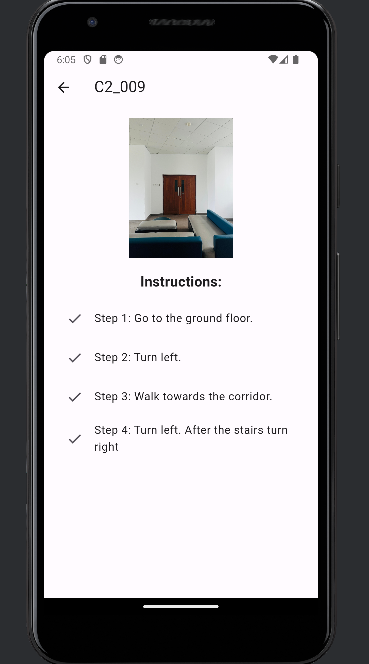 6:05
C2_009
Instructions:
Step 1: Go to the ground floor.
Step 2: Turn left.
Step 3: Walk towards the corridor.
Step 4: Turn left. After the stairs turn
right